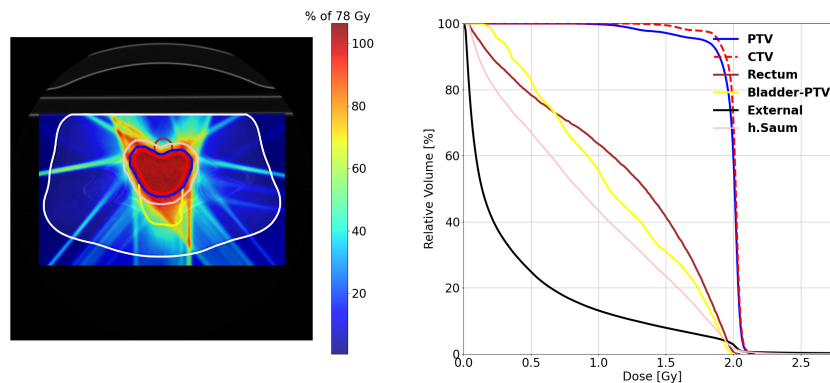 % of 78 Gy
100
80
60
40
20
100
80
60
40
20
0
Relative Volume [%]
PTV
CTV
Rectum
Bladder-PTV
External
h.Saum
0.0 0.5 1.0 1.5 2.0 2.5
Dose [Gy]